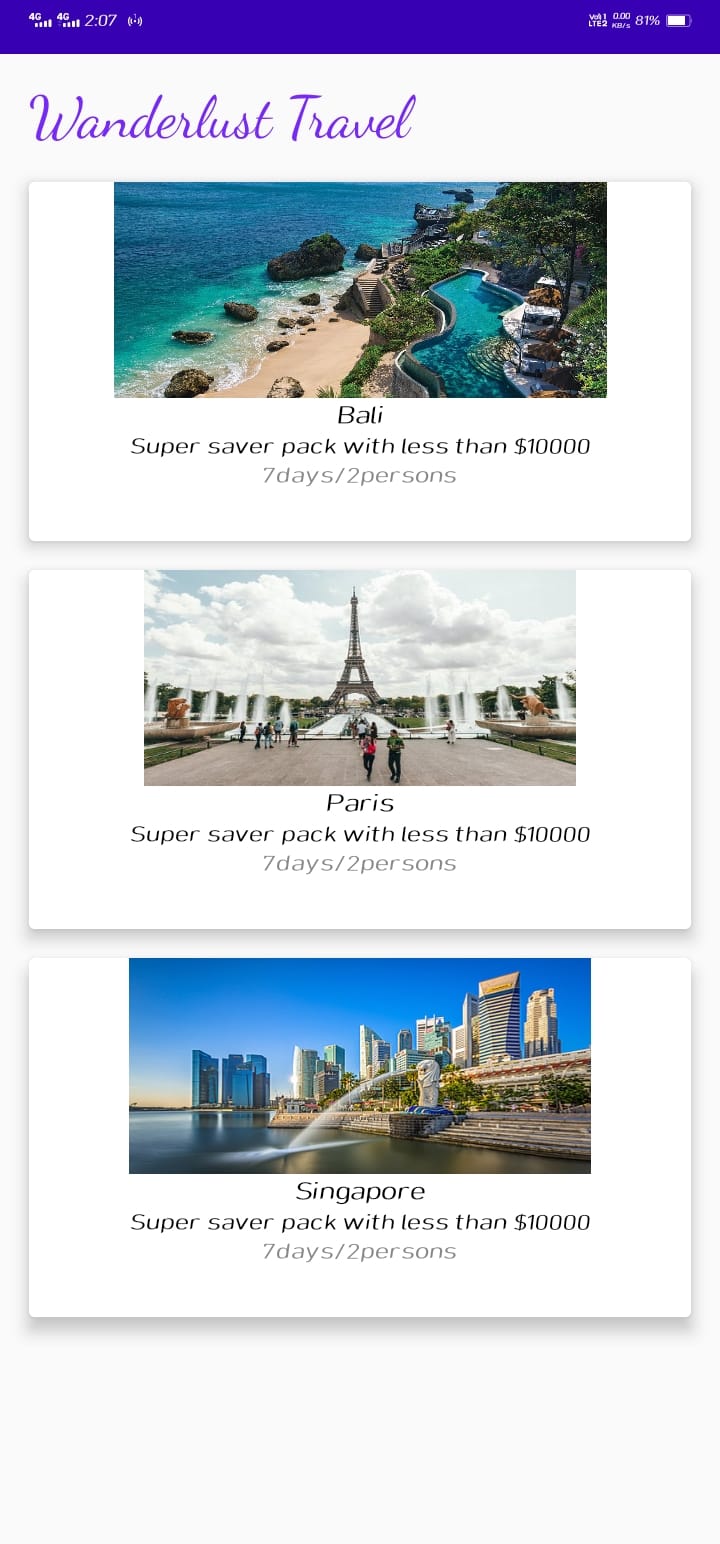 4G 4G 2:07 Vo) 1 LTE2 0.00 KB/s 81%
Wanderlust Travel
Bali
Super saver pack with less than $10000
7days/2persons
Paris
Super saver pack with less than $10000
7days/2persons
Singapore
Super saver pack with less than $10000
7days/2persons